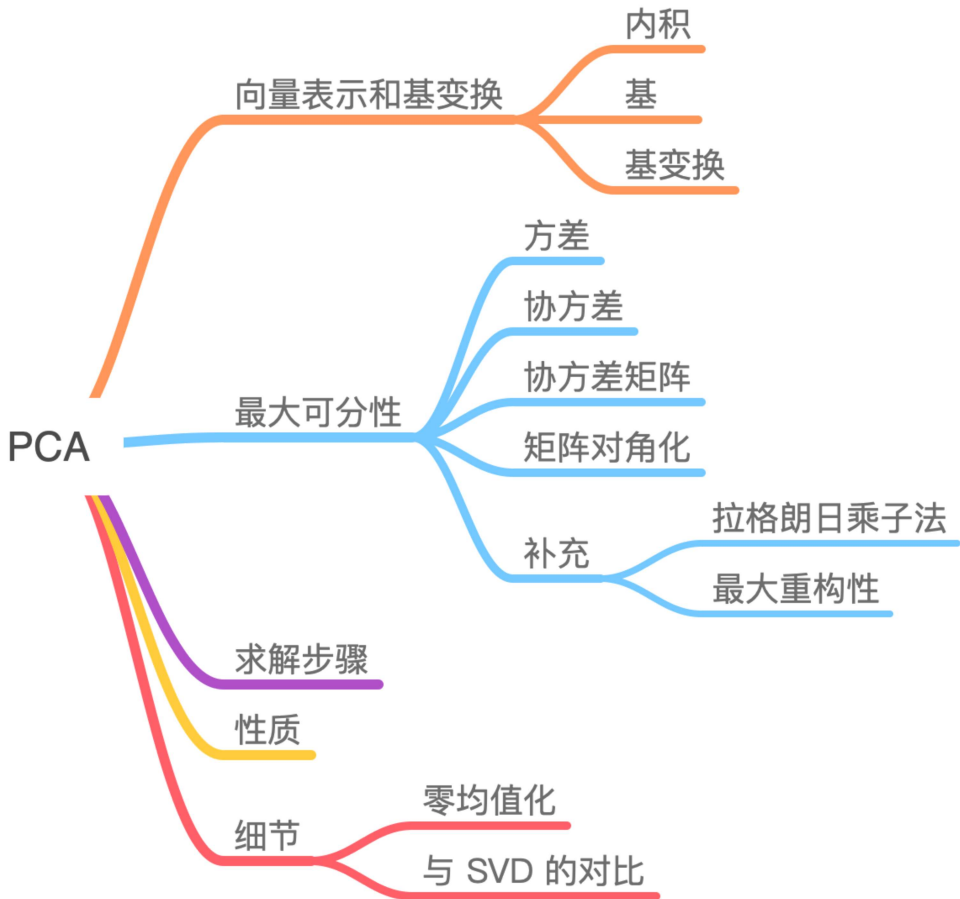 PCA
向量表示和基变换
内积
基
基变换
最大可分性
方差
协方差
协方差矩阵
矩阵对角化
补充
拉格朗日乘子法
最大重构性
求解步骤
性质
细节
零均值化
与 SVD 的对比